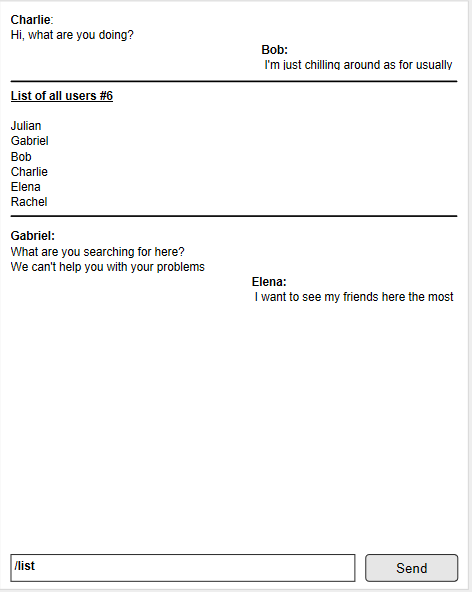 Charlie:
Hi, what are you doing?
Bob:
I'm just chilling around as for usually
List of all users #6
Julian
Gabriel
Bob
Charlie
Elena
Rachel
Gabriel:
What are you searching for here?
We can't help you with your problems
Elena:
I want to see my friends here the most
/list
Send